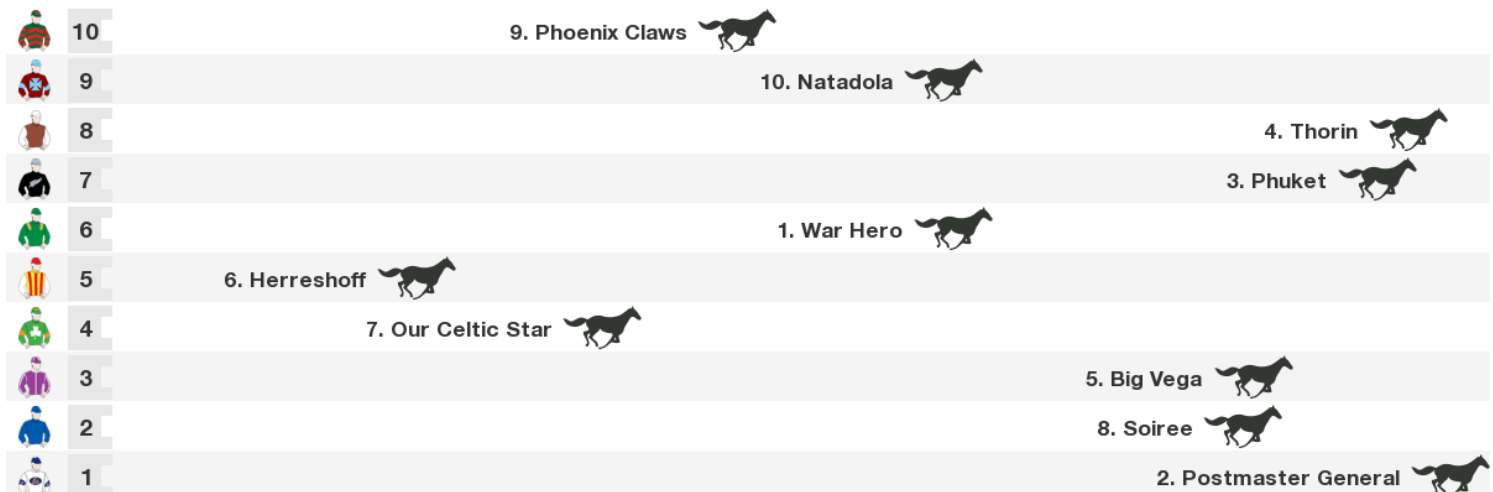 10 9. Phoenix Claws
9 10. Natadola
8 4. Thorin
7 3. Phuket
6 1. War Hero
5 6. Herreshoff
4 7. Our Celtic Star
3 5. Big Vega
2 8. Soiree
1 2. Postmaster General